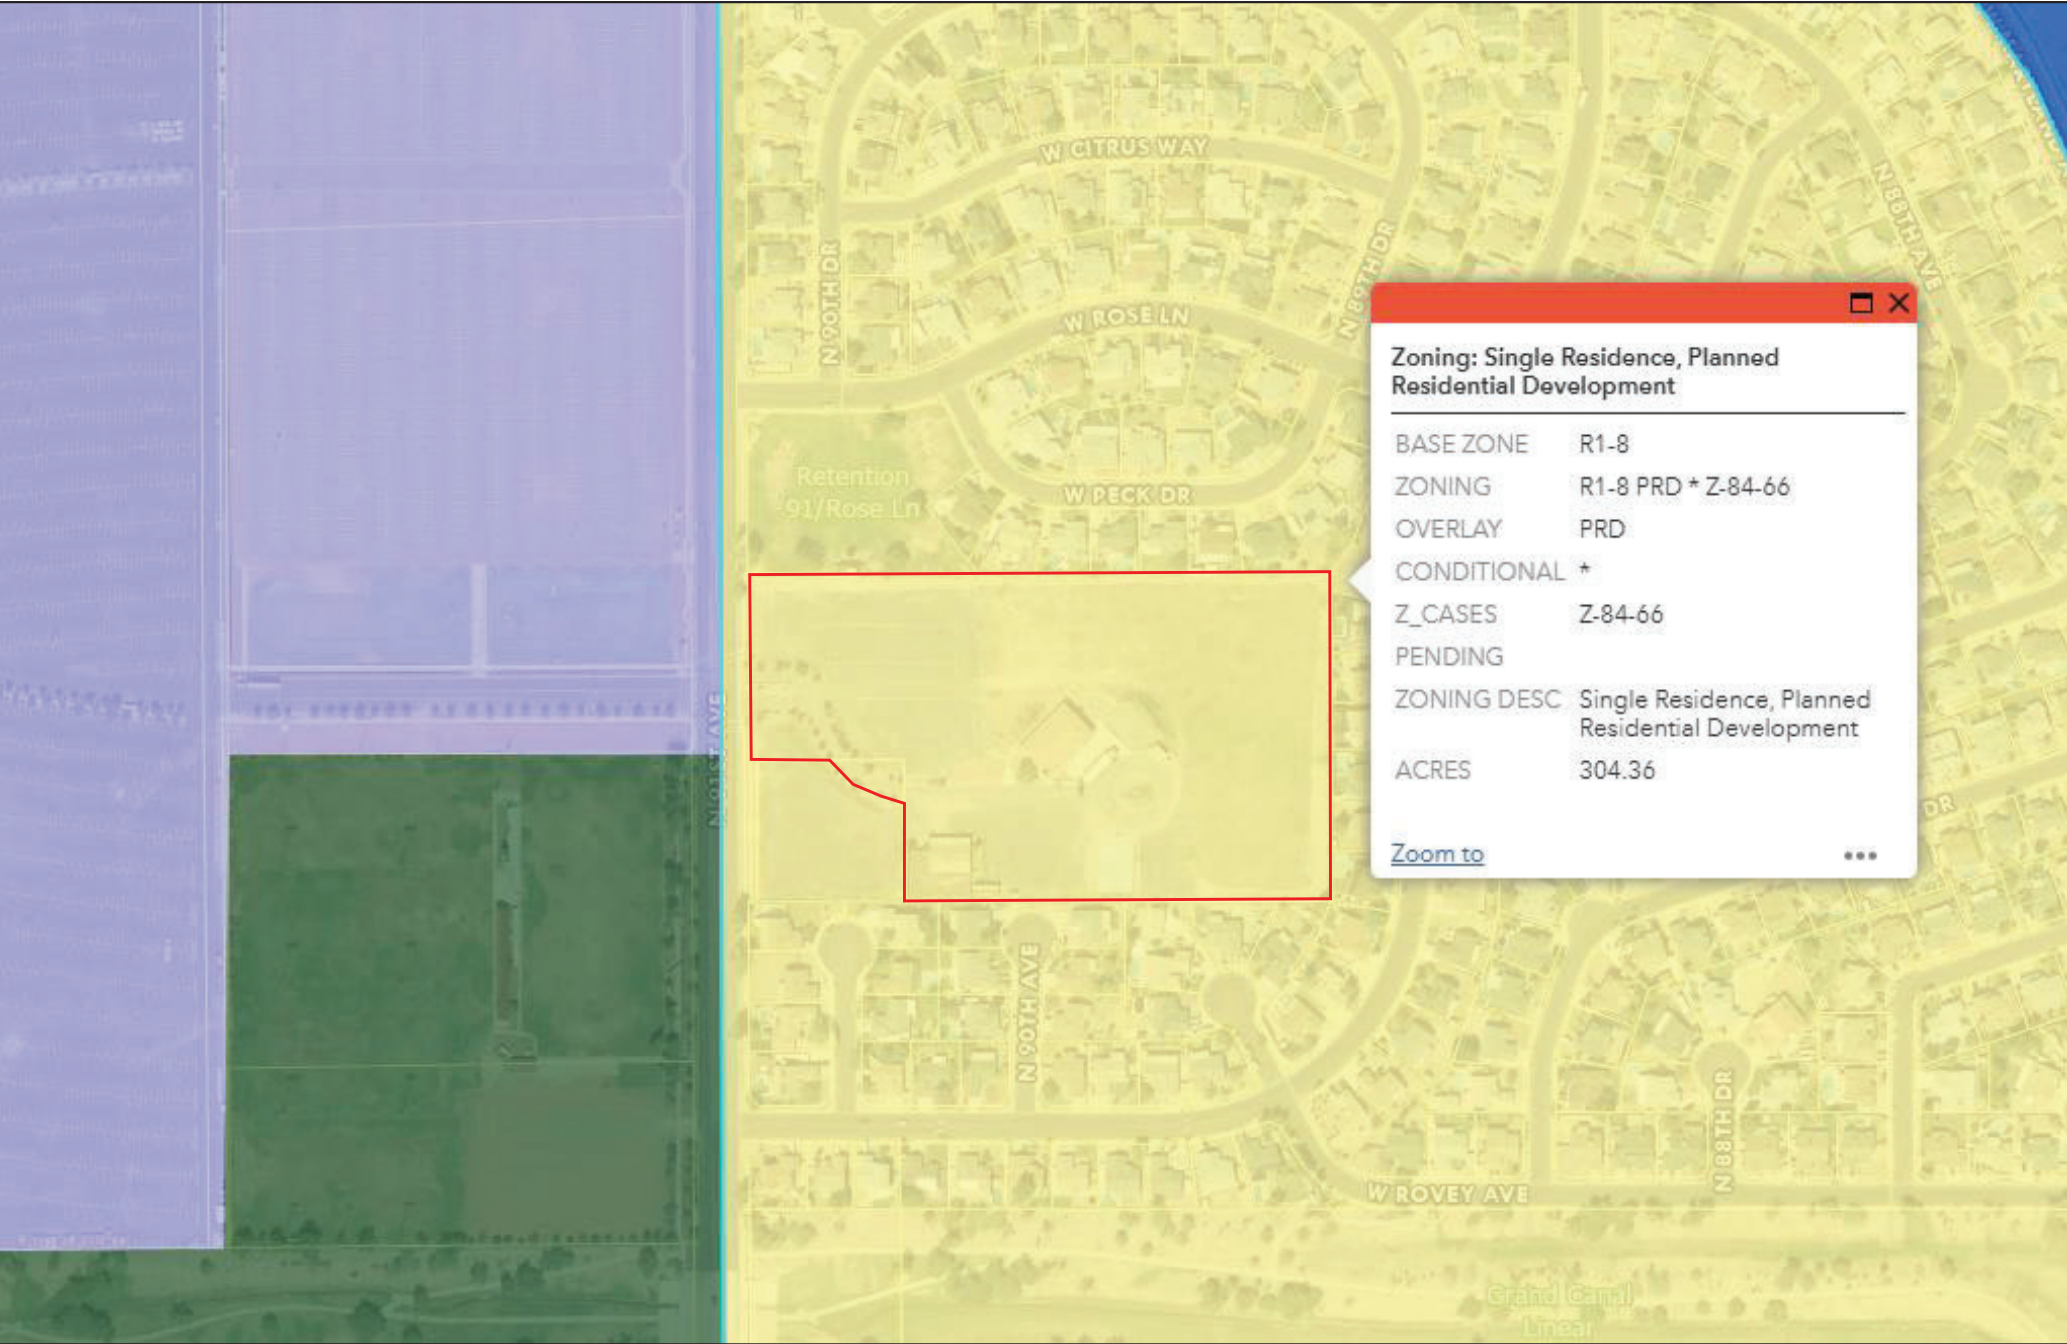 W CITRUS WAY
N 88TH AVE
N 90TH DR
N 89TH DR
W ROSE LN
Retention
91/Rose Ln
W PECK DR
Zoning: Single Residence, Planned
Residential Development
BASE ZONE R1-8
ZONING R1-8 PRD * Z-84-66
OVERLAY PRD
CONDITIONAL *
Z_CASES Z-84-66
PENDING
ZONING DESC Single Residence, Planned
Residential Development
ACRES 304.36
Zoom to
N 91ST AVE
DR
N 90TH AVE
N 88TH DR
W ROVEY AVE
Grand Canal
Linear